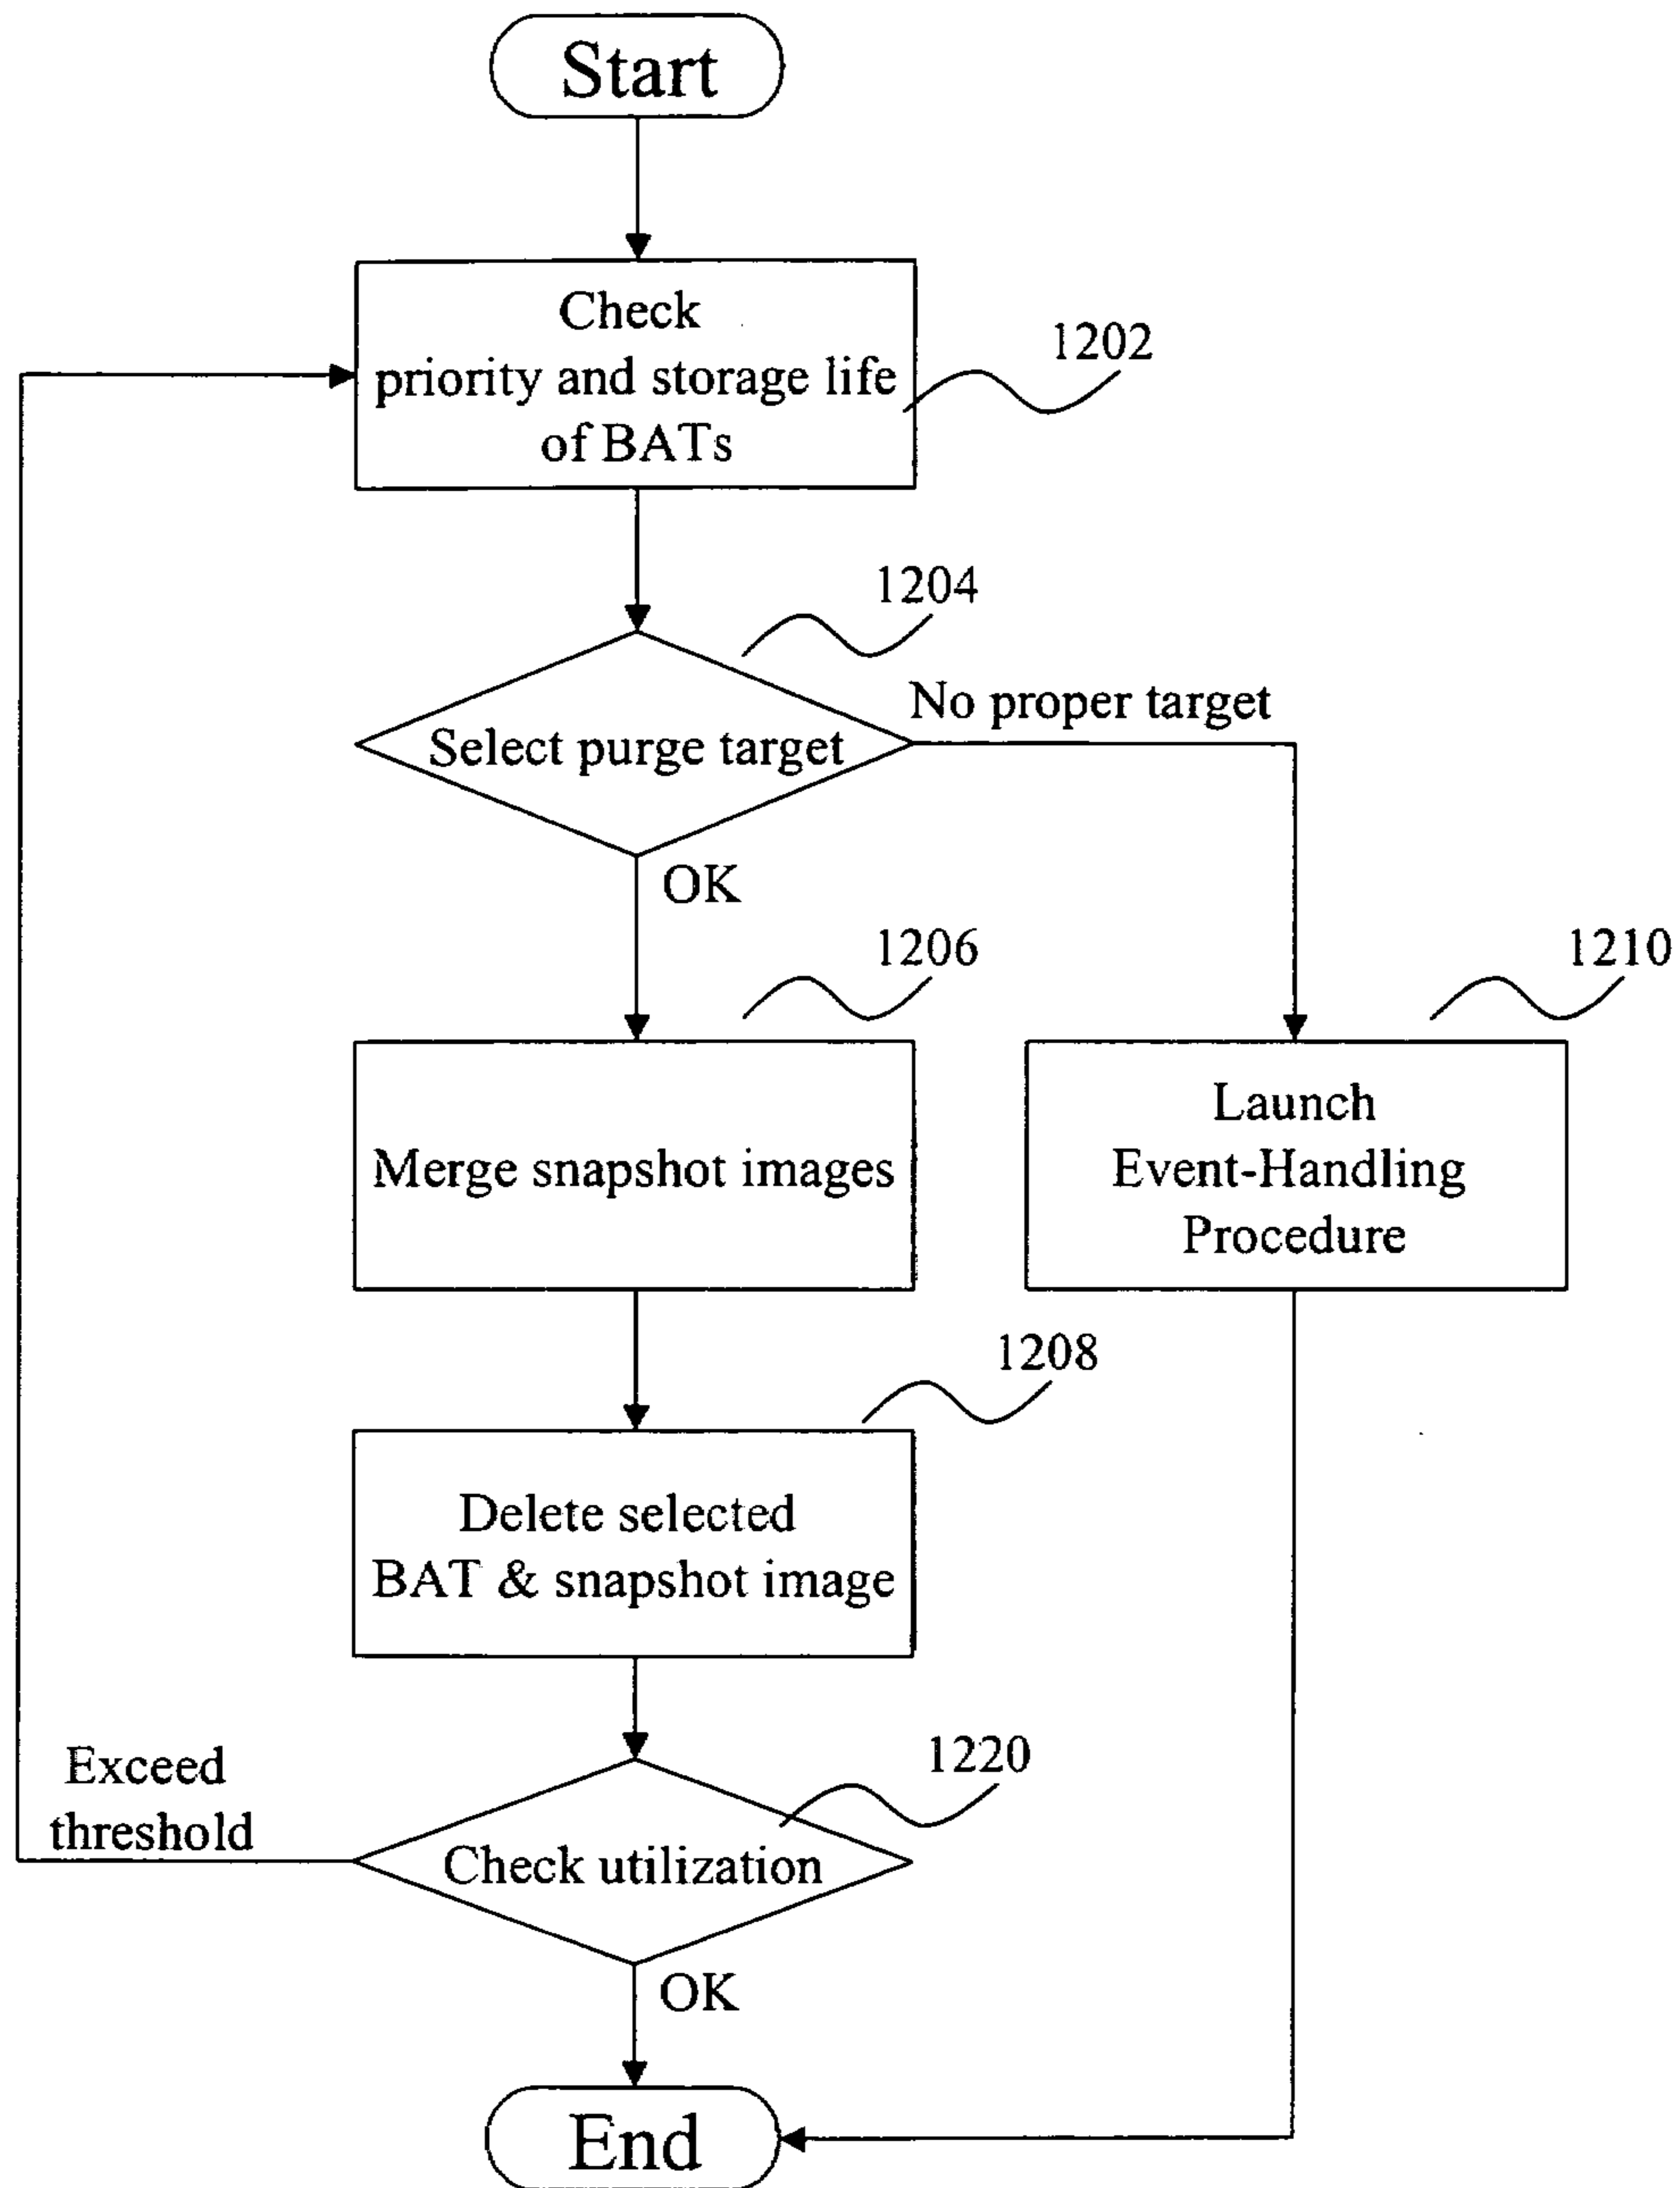 Start
Check
priority and storage life
of BATs
1202
1204
No proper target
Select purge target
OK
1206
1210
Merge snapshot images
Launch
Event-Handling
Procedure
1208
Delete selected
BAT & snapshot image
Exceed
threshold
1220
Check utilization
OK
End